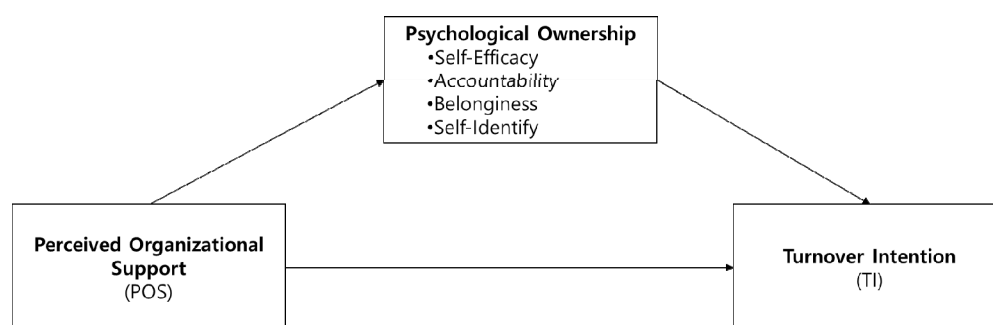 Psychological Ownership
•Self-Efficacy
•Accountability
•Belonginess
•Self-Identify
Perceived Organizational
Support
(POS)
Turnover Intention
(TI)